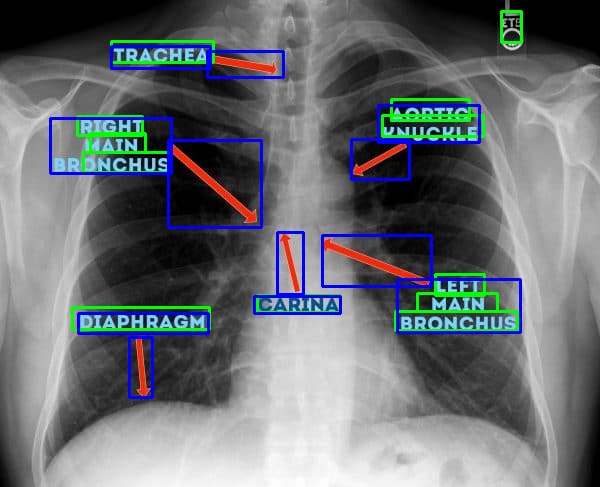 TRACHEA
AORTIC
KNUCKLE
RIGHT
MAIN
BRONCHUS
CARINA
LEFT
MAIN
BRONCHUS
DIAPHRAGM